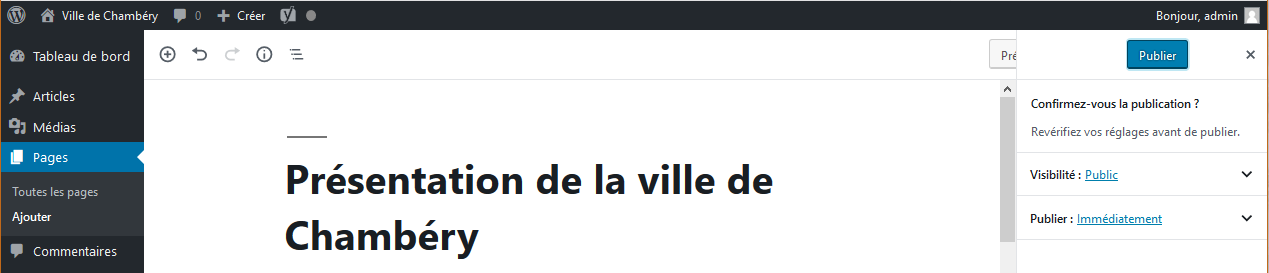 Ville de Chambéry 0 Créer Bonjour, admin
Tableau de bord
Articles
Médias
Pages
Toutes les pages
Ajouter
Commentaires
Présentation de la ville de
Chambéry
Publier
Confirmez-vous la publication ?
Revérifiez vos réglages avant de publier.
Visibilité : Public
Publier : Immédiatement